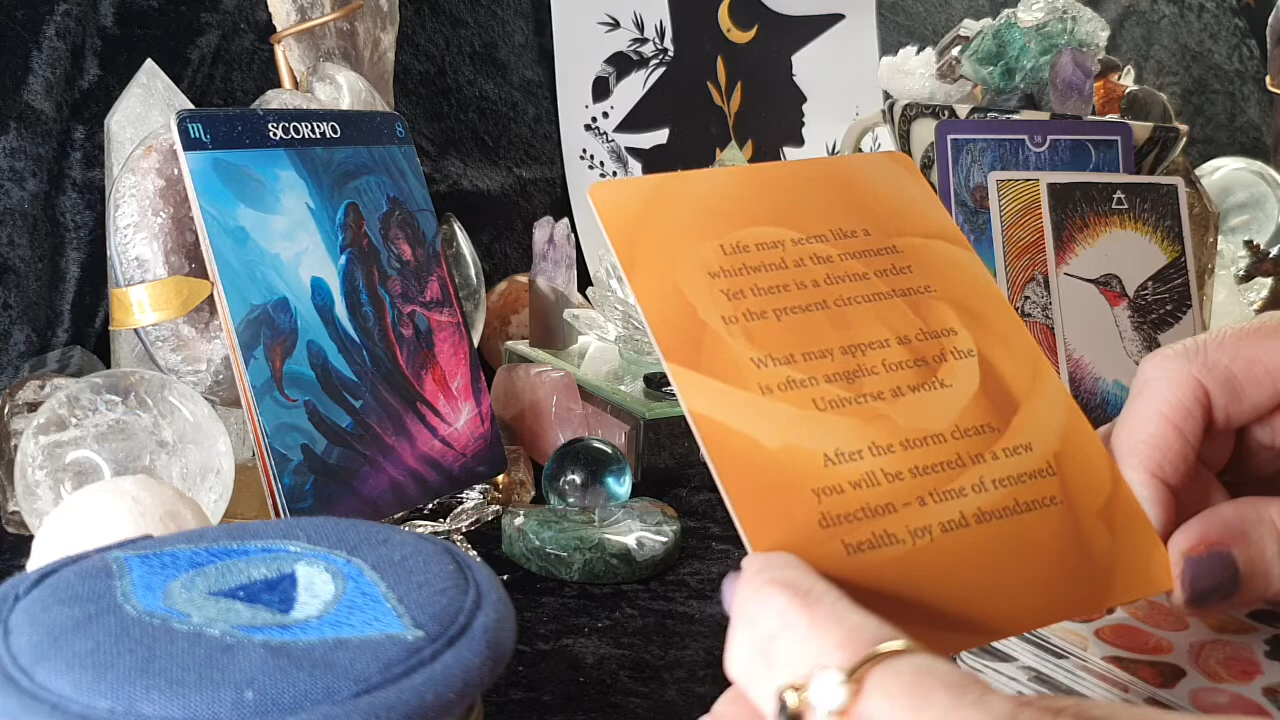 ♏ SCORPIO 8
38
Life may seem like a
whirlwind at the moment.
Yet there is a divine order
to the present circumstance.
What may appear as chaos
is often angelic forces of the
Universe at work.
After the storm clears,
you will be steered in a new
direction – a time of renewed
health, joy and abundance.